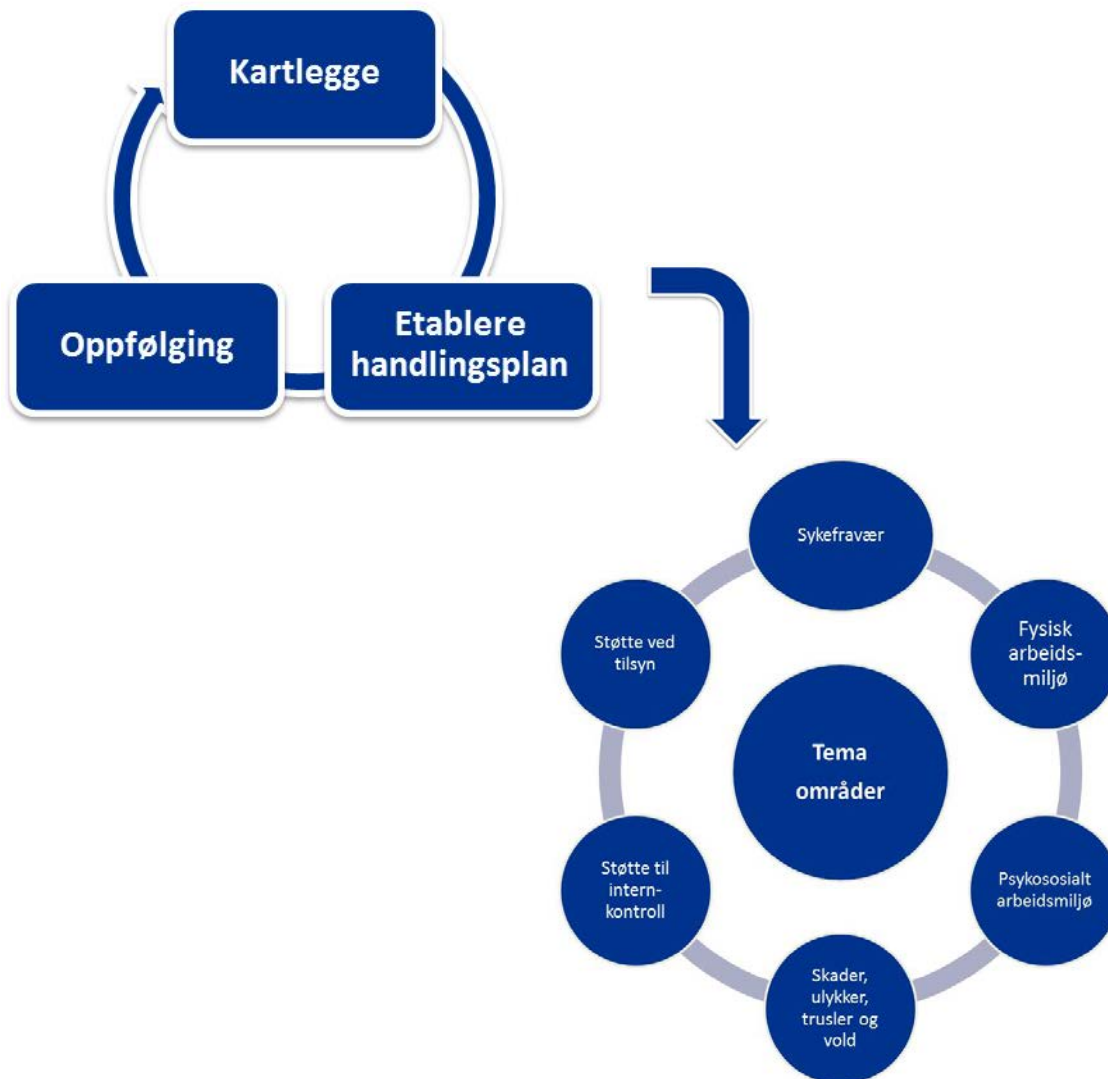 Kartlegge
Oppfølging
Etablere
handlingsplan
Sykefravær
Fysisk
arbeids-
miljø
Psykososialt
arbeidsmiljø
Skader,
ulykker,
trusler og
vold
Støtte til
intern-
kontroll
Støtte ved
tilsyn
Tema
områder